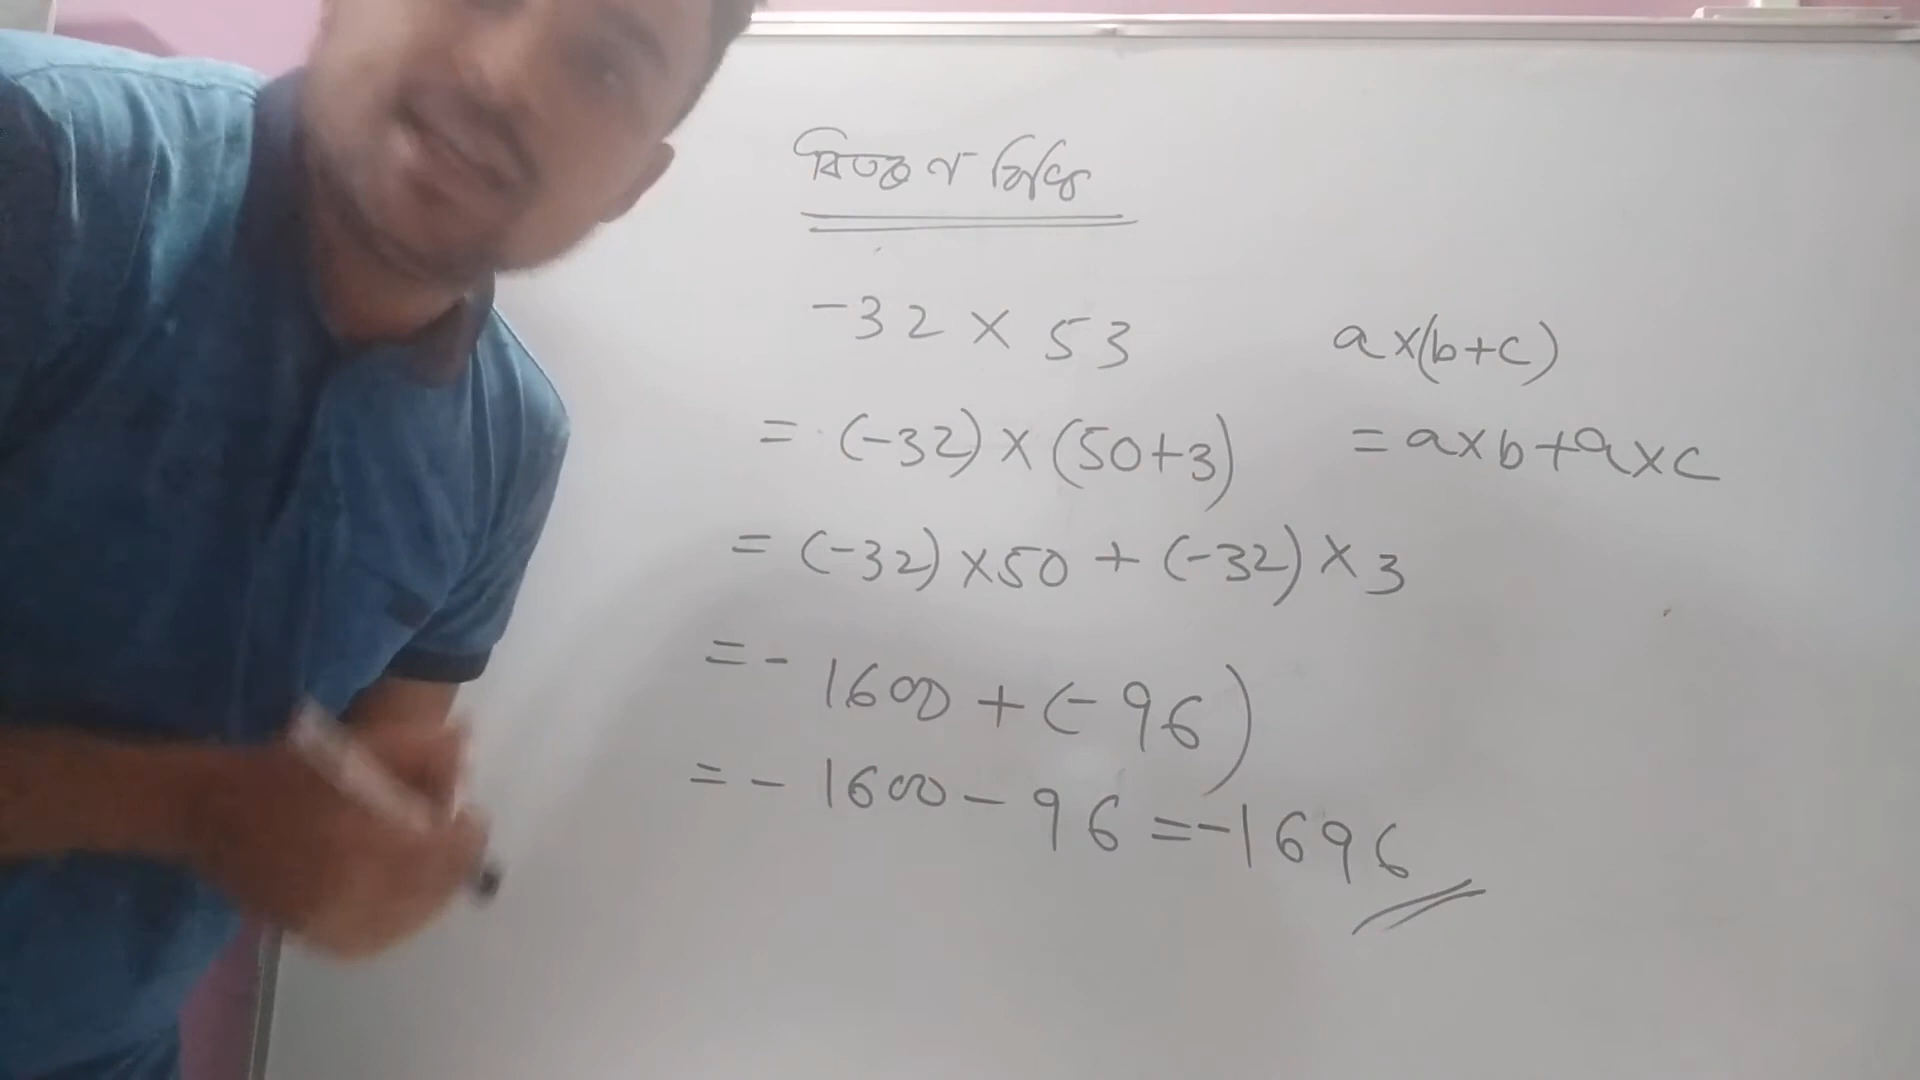 বিতরণ বিধি
-32 × 53
a×(b+c)
= (-32) × (50+3)
= a×b+a×c
= (-32) ×50 + (-32) × 3
= - 1600 + (-96)
= - 1600 - 96 = -1696